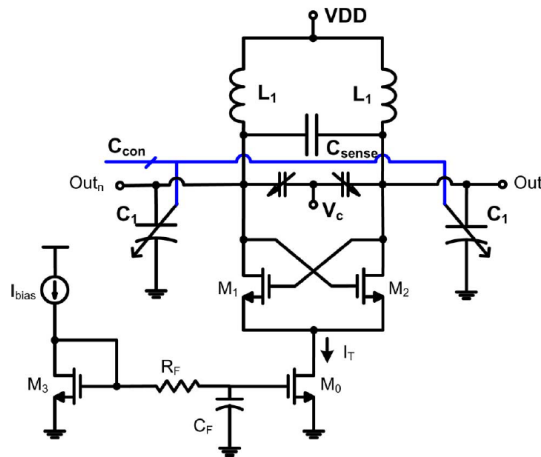 VDD
L1 L1
Ccon Csense
Outn Out
Vc
C1 C1
Ibias M1 M2
RF IT
M3 M0
CF